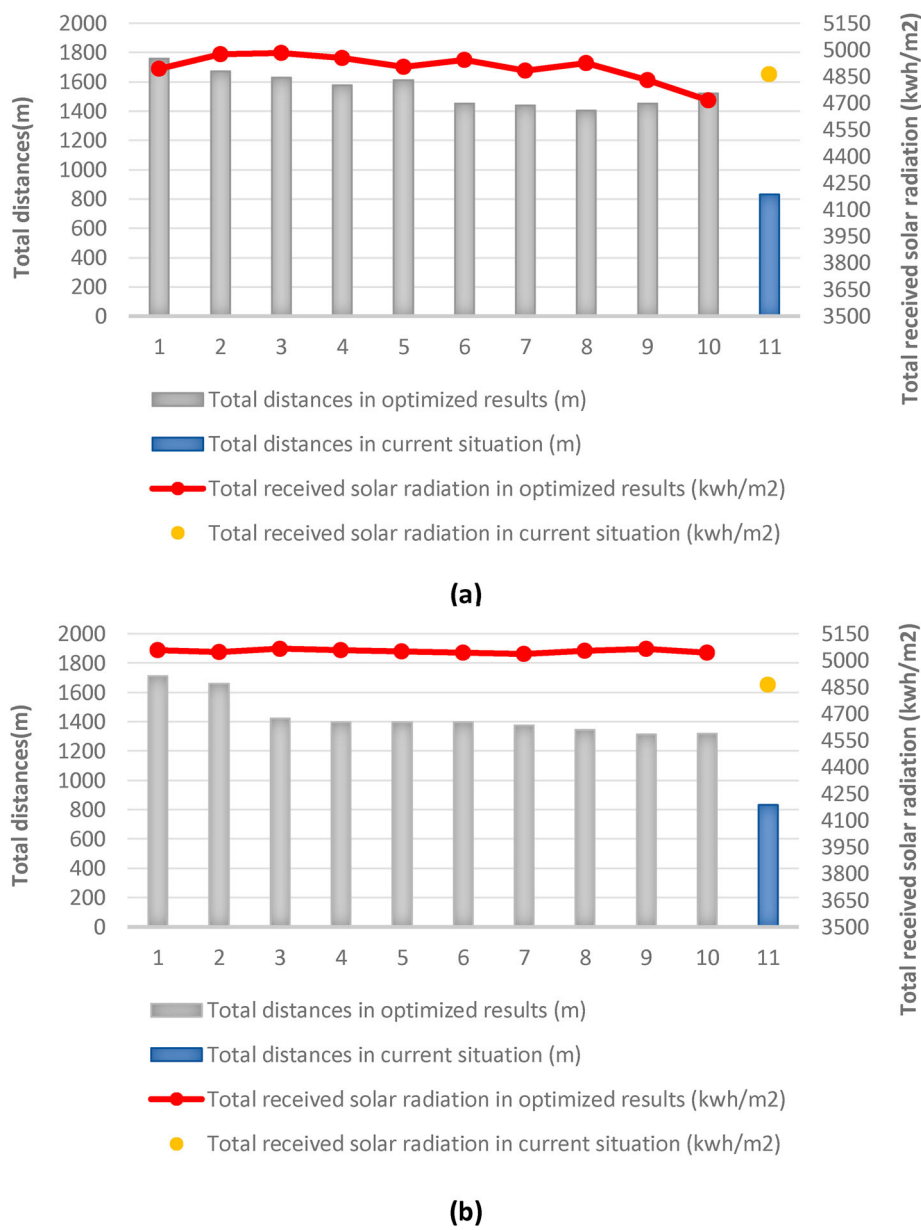 Total distances(m)
2000
1800
1600
1400
1200
1000
800
600
400
200
0
5150
5000
4850
4700
4550
4400
4250
4100
3950
3800
3650
3500
Total received solar radiation (kwh/m2)
1 2 3 4 5 6 7 8 9 10 11
Total distances in optimized results (m)
Total distances in current situation (m)
Total received solar radiation in optimized results (kwh/m2)
Total received solar radiation in current situation (kwh/m2)
(a)
Total distances(m)
2000
1800
1600
1400
1200
1000
800
600
400
200
0
5150
5000
4850
4700
4550
4400
4250
4100
3950
3800
3650
3500
Total received solar radiation (kwh/m2)
1 2 3 4 5 6 7 8 9 10 11
Total distances in optimized results (m)
Total distances in current situation (m)
Total received solar radiation in optimized results (kwh/m2)
Total received solar radiation in current situation (kwh/m2)
(b)